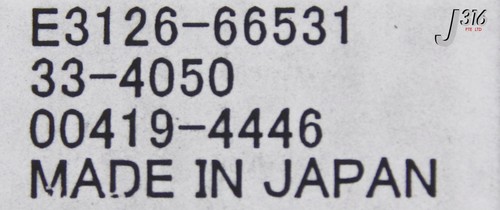 E3126-66531
33-4050
00419-4446
MADE IN JAPAN
J316
PTE LTD